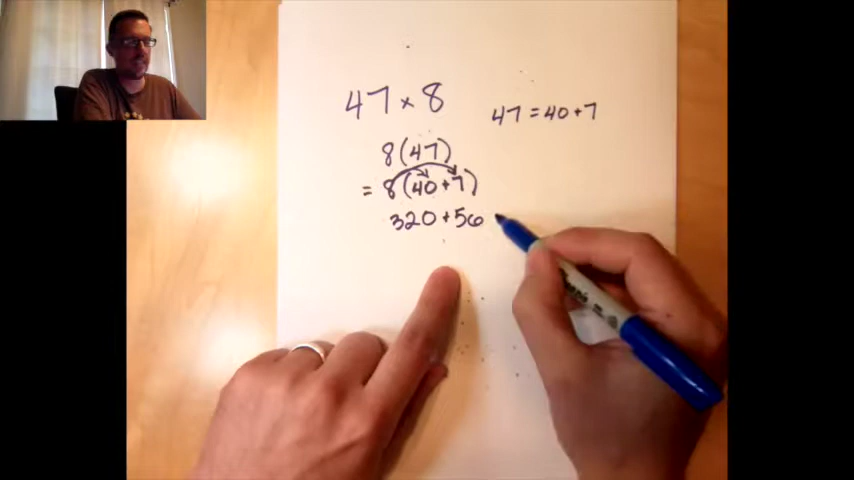 47 × 8
47 = 40 + 7
8(47)
= 8(40+7)
320+56